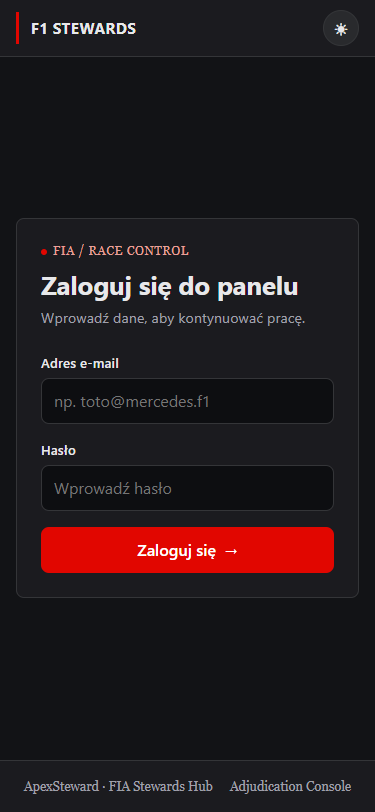 F1 STEWARDS
FIA / RACE CONTROL
Zaloguj się do panelu
Wprowadź dane, aby kontynuować pracę.
Adres e-mail
np. toto@mercedes.f1
Hasło
Wprowadź hasło
Zaloguj się →
ApexSteward · FIA Stewards Hub Adjudication Console